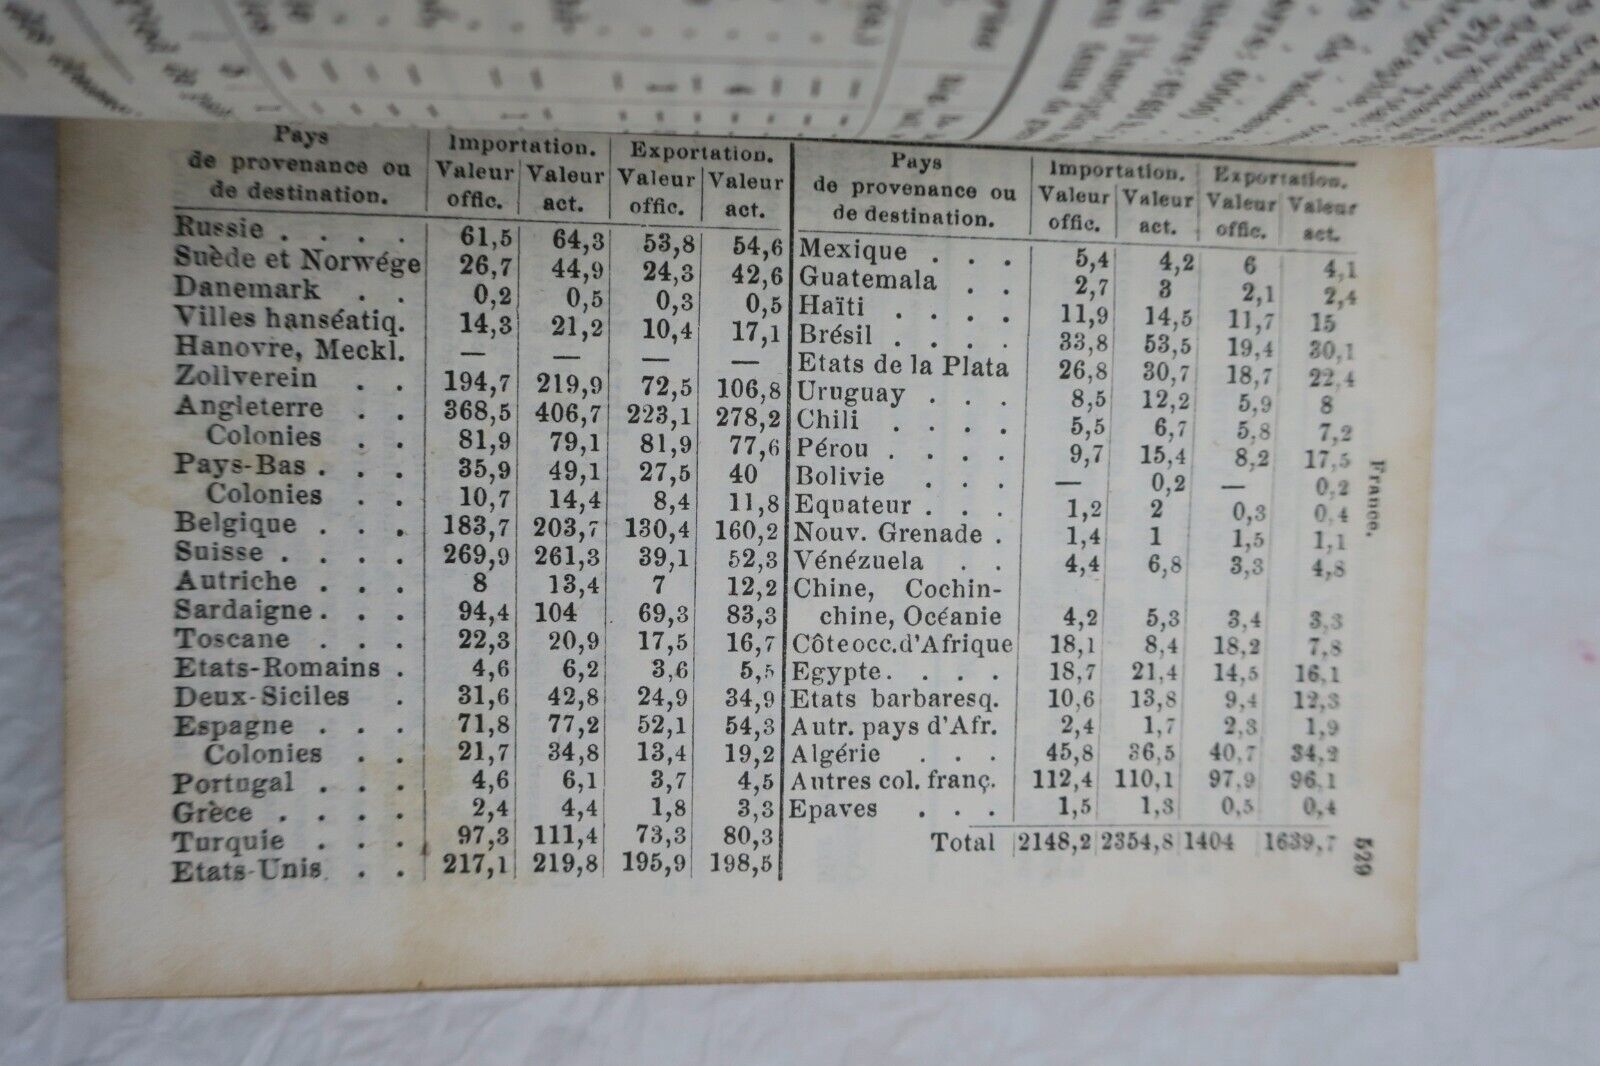 Pays
de provenance ou
de destination.
Importation. Exportation.
Valeur Valeur Valeur Valeur
offic. act. offic. act.
Russie . . . . 61,5 64,3 53,8 54,6
Suède et Norwége 26,7 44,9 24,3 42,6
Danemark . . 0,2 0,5 0,3 0,5
Villes hanséatiq. 14,3 21,2 10,4 17,1
Hanovre, Meckl. — — — —
Zollverein . . 194,7 219,9 72,5 106,8
Angleterre . . 368,5 406,7 223,1 278,2
Colonies . . 81,9 79,1 81,9 77,6
Pays-Bas . . . 35,9 49,1 27,5 40
Colonies . . 10,7 14,4 8,4 11,8
Belgique . . . 183,7 203,7 130,4 160,2
Suisse . . . . 269,9 261,3 39,1 52,3
Autriche . . . 8 13,4 7 12,2
Sardaigne . . . 94,4 104 69,3 83,3
Toscane . . . 22,3 20,9 17,5 16,7
Etats-Romains . 4,6 6,2 3,6 5,5
Deux-Siciles . 31,6 42,8 24,9 34,9
Espagne . . . 71,8 77,2 52,1 54,3
Colonies . . 21,7 34,8 13,4 19,2
Portugal . . . 4,6 6,1 3,7 4,5
Grèce . . . . 2,4 4,4 1,8 3,3
Turquie . . . 97,3 111,4 73,3 80,3
Etats-Unis . . 217,1 219,8 195,9 198,5
Pays
de provenance ou
de destination.
Importation. Exportation.
Valeur Valeur Valeur Valeur
offic. act. offic. act.
Mexique . . . 5,4 4,2 6 4,1
Guatemala . . 2,7 3 2,1 2,4
Haïti . . . . 11,9 14,5 11,7 15
Brésil . . . . 33,8 53,5 19,4 30,1
Etats de la Plata 26,8 30,7 18,7 22,4
Uruguay . . . 8,5 12,2 5,9 8
Chili . . . . 5,5 6,7 5,8 7,2
Pérou . . . . 9,7 15,4 8,2 17,5
Bolivie . . . — 0,2 — 0,2
Equateur . . . 1,2 2 0,3 0,4
Nouv. Grenade . 1,4 1 1,5 1,1
Vénézuela . . 4,4 6,8 3,3 4,8
Chine, Cochin-
chine, Océanie 4,2 5,3 3,4 3,3
Côte occ. d'Afrique 18,1 8,4 18,2 7,8
Egypte . . . . 18,7 21,4 14,5 16,1
Etats barbaresq. 10,6 13,8 9,4 12,3
Autr. pays d'Afr. 2,4 1,7 2,3 1,9
Algérie . . . 45,8 36,5 40,7 34,2
Autres col. franç. 112,4 110,1 97,9 96,1
Epaves . . . 1,5 1,3 0,5 0,4
Total 2148,2 2354,8 1404 1639,7
France.
529